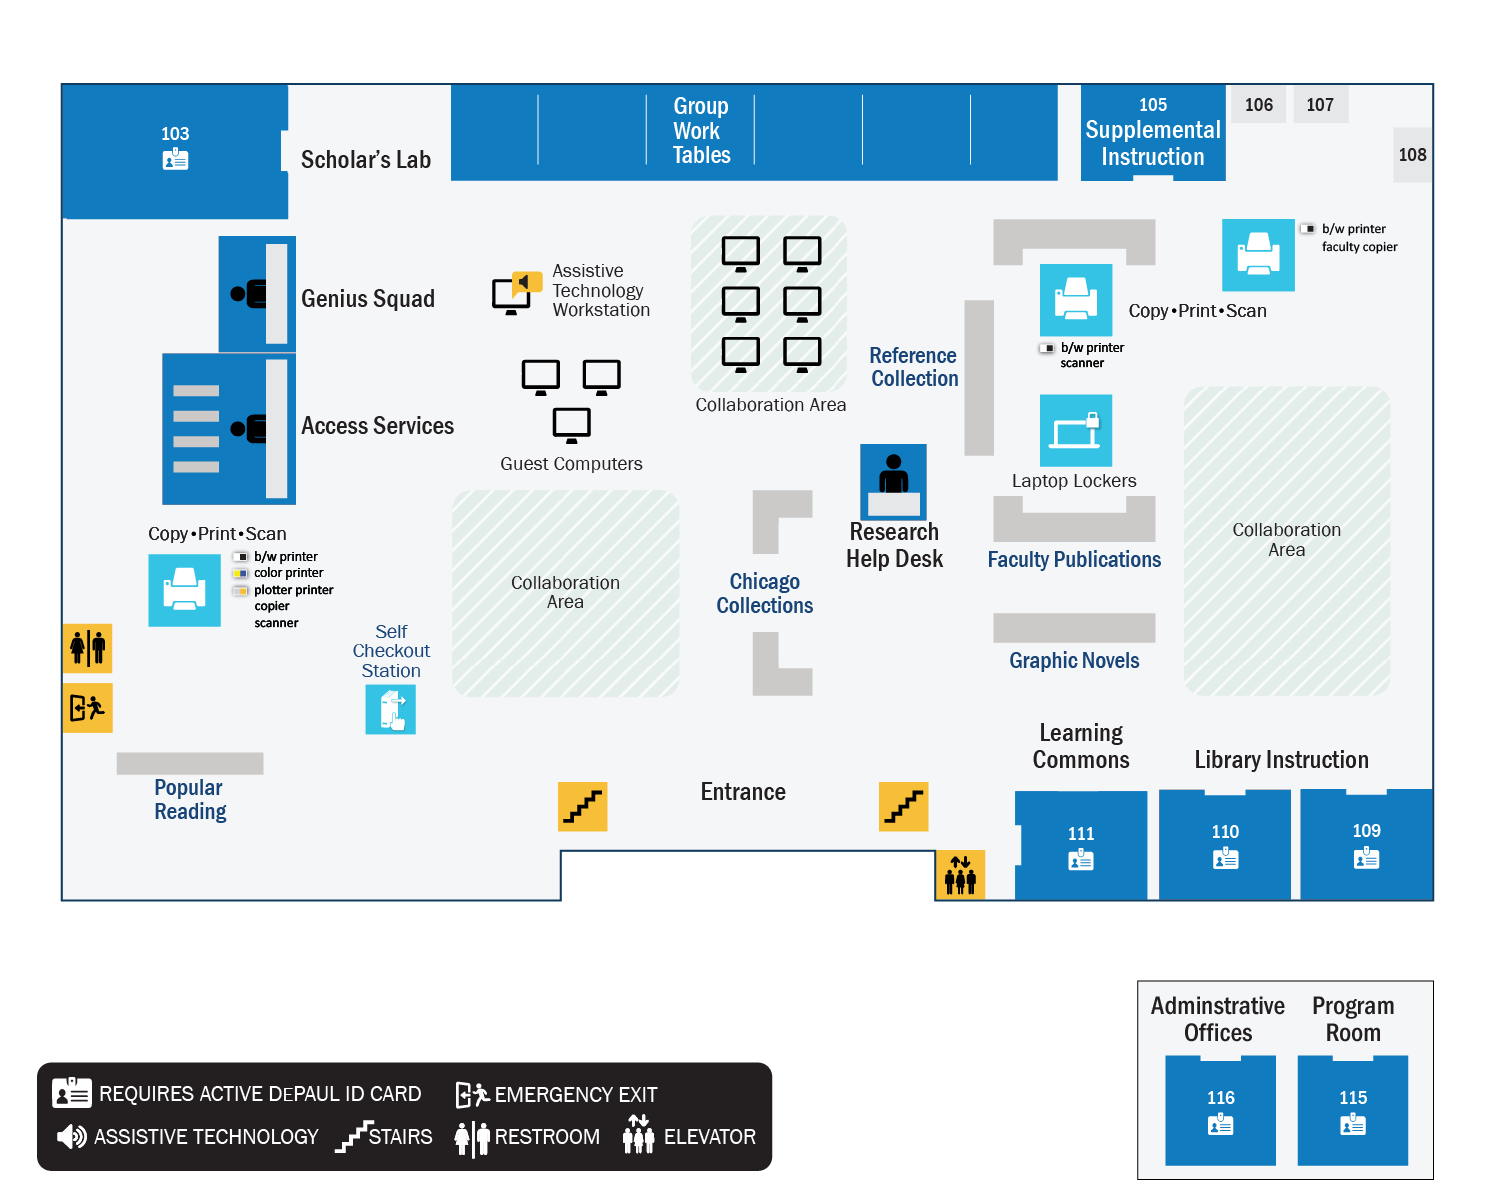 103
Scholar's Lab
Group
Work
Tables
105
Supplemental
Instruction
106
107
108
Genius Squad
Assistive
Technology
Workstation
Collaboration Area
Reference
Collection
b/w printer
faculty copier
Copy•Print•Scan
b/w printer
scanner
Access Services
Guest Computers
Laptop Lockers
Copy•Print•Scan
b/w printer
color printer
plotter printer
copier
scanner
Collaboration
Area
Research
Help Desk
Chicago
Collections
Faculty Publications
Collaboration
Area
Self
Checkout
Station
Graphic Novels
Popular
Reading
Entrance
Learning
Commons
Library Instruction
111
110
109
Adminstrative
Offices
Program
Room
116
115
REQUIRES ACTIVE DEPAUL ID CARD
EMERGENCY EXIT
ASSISTIVE TECHNOLOGY
STAIRS
RESTROOM
ELEVATOR